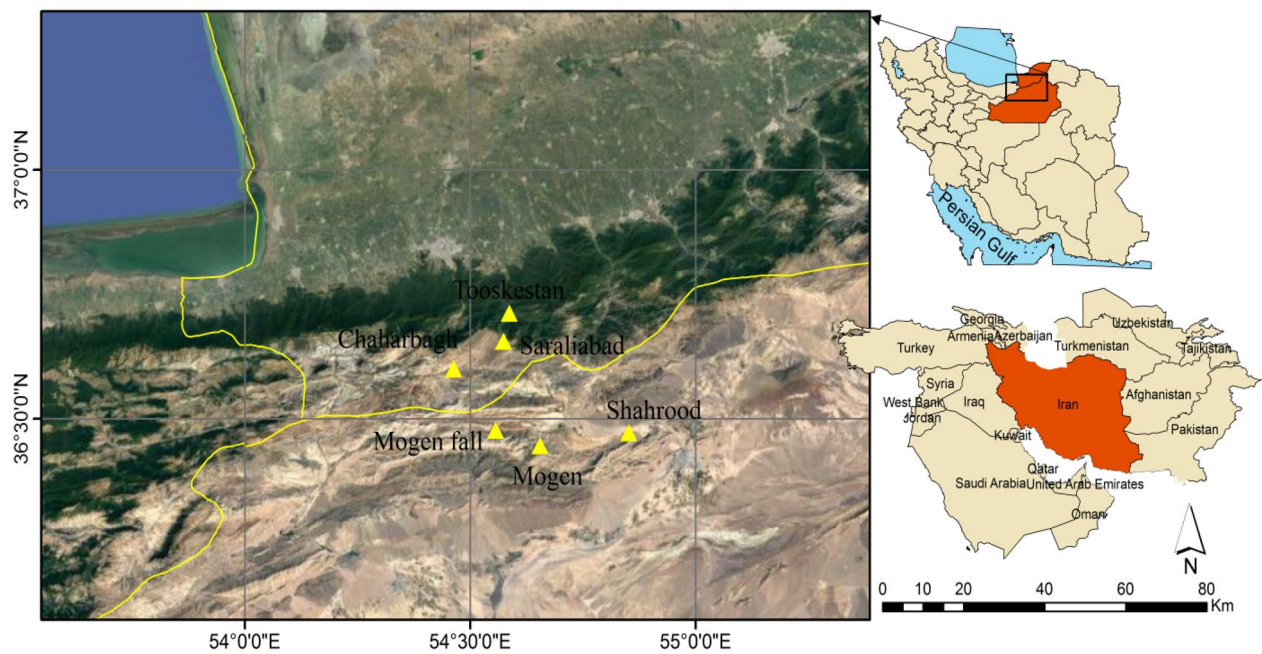 37°0'0"N
36°30'0"N
Tooskestan
Chaharbagh
Saraliabad
Shahrood
Mogen fall
Mogen
54°0'0"E
54°30'0"E
55°0'0"E
Persian Gulf
Georgia
Armenia
Azerbaijan
Uzbekistan
Turkey
Turkmenistan
Tajikistan
Syria
Afghanistan
West Bank
Iraq
Iran
Jordan
Pakistan
Kuwait
Qatar
Saudi Arabia
United Arab Emirates
Oman
N
0 10 20 40 60 80
Km